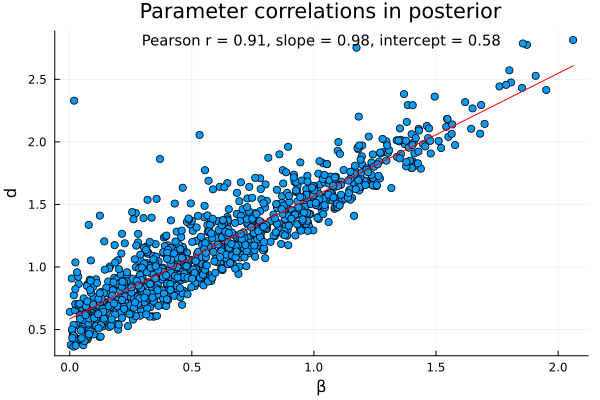 Parameter correlations in posterior
Pearson r = 0.91, slope = 0.98, intercept = 0.58
2.5
2.0
1.5
1.0
0.5
d
0.0 0.5 1.0 1.5 2.0
β